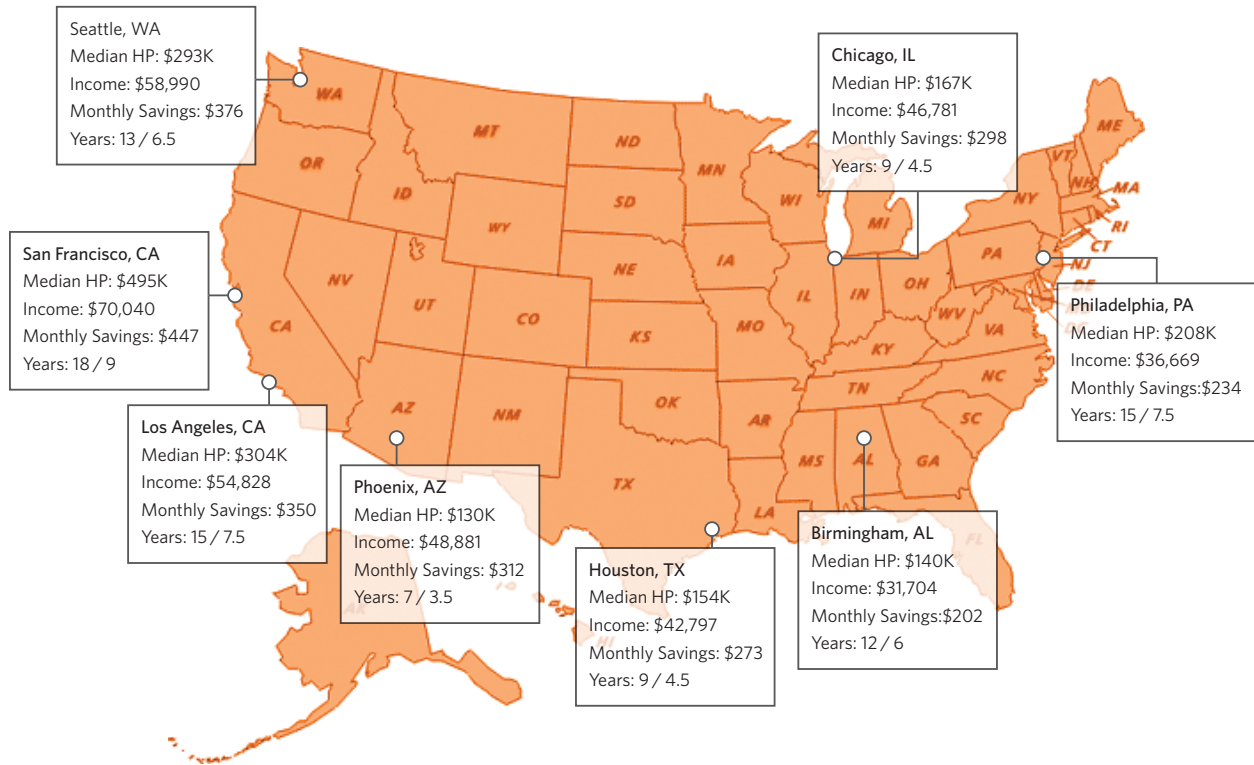 Seattle, WA
Median HP: $293K
Income: $58,990
Monthly Savings: $376
Years: 13 / 6.5
Chicago, IL
Median HP: $167K
Income: $46,781
Monthly Savings: $298
Years: 9 / 4.5
San Francisco, CA
Median HP: $495K
Income: $70,040
Monthly Savings: $447
Years: 18 / 9
Philadelphia, PA
Median HP: $208K
Income: $36,669
Monthly Savings:$234
Years: 15 / 7.5
Los Angeles, CA
Median HP: $304K
Income: $54,828
Monthly Savings: $350
Years: 15 / 7.5
Phoenix, AZ
Median HP: $130K
Income: $48,881
Monthly Savings: $312
Years: 7 / 3.5
Houston, TX
Median HP: $154K
Income: $42,797
Monthly Savings: $273
Years: 9 / 4.5
Birmingham, AL
Median HP: $140K
Income: $31,704
Monthly Savings:$202
Years: 12 / 6
WA
OR
ID
MT
ND
MN
SD
WY
WI
MI
NY
VT
NH
ME
MA
RI
CT
NJ
DE
PA
NV
UT
CO
NE
IA
IL
IN
OH
WV
VA
CA
KS
MO
KY
NC
TN
SC
AZ
NM
OK
AR
TX
LA
MS
AL
GA
FL
AK
HI